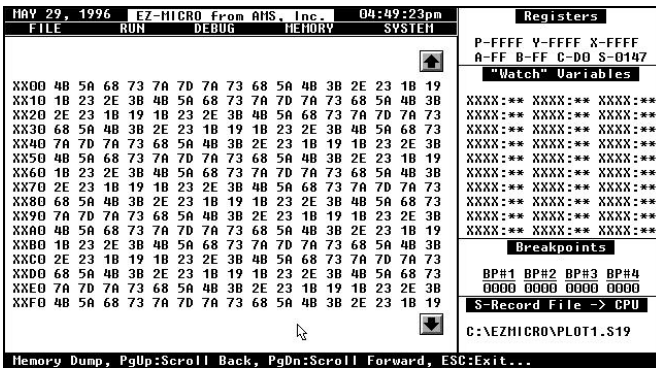 MAY 29, 1996 EZ-MICRO from AMS, Inc. 04:49:23pm
FILE RUN DEBUG MEMORY SYSTEM
XX00 4B 5A 68 73 7A 7D 7A 73 68 5A 4B 3B 2E 23 1B 19
XX10 1B 23 2E 3B 4B 5A 68 73 7A 7D 7A 73 68 5A 4B 3B
XX20 2E 23 1B 19 1B 23 2E 3B 4B 5A 68 73 7A 7D 7A 73
XX30 68 5A 4B 3B 2E 23 1B 19 1B 23 2E 3B 4B 5A 68 73
XX40 7A 7D 7A 73 68 5A 4B 3B 2E 23 1B 19 1B 23 2E 3B
XX50 4B 5A 68 73 7A 7D 7A 73 68 5A 4B 3B 2E 23 1B 19
XX60 1B 23 2E 3B 4B 5A 68 73 7A 7D 7A 73 68 5A 4B 3B
XX70 2E 23 1B 19 1B 23 2E 3B 4B 5A 68 73 7A 7D 7A 73
XX80 68 5A 4B 3B 2E 23 1B 19 1B 23 2E 3B 4B 5A 68 73
XX90 7A 7D 7A 73 68 5A 4B 3B 2E 23 1B 19 1B 23 2E 3B
XXA0 4B 5A 68 73 7A 7D 7A 73 68 5A 4B 3B 2E 23 1B 19
XXB0 1B 23 2E 3B 4B 5A 68 73 7A 7D 7A 73 68 5A 4B 3B
XXC0 2E 23 1B 19 1B 23 2E 3B 4B 5A 68 73 7A 7D 7A 73
XXD0 68 5A 4B 3B 2E 23 1B 19 1B 23 2E 3B 4B 5A 68 73
XXE0 7A 7D 7A 73 68 5A 4B 3B 2E 23 1B 19 1B 23 2E 3B
XXF0 4B 5A 68 73 7A 7D 7A 73 68 5A 4B 3B 2E 23 1B 19
Registers
P-FFFF Y-FFFF X-FFFF
A-FF B-FF C-D0 S-0147
"Watch" Variables
XXXX:** XXXX:** XXXX:**
XXXX:** XXXX:** XXXX:**
XXXX:** XXXX:** XXXX:**
XXXX:** XXXX:** XXXX:**
XXXX:** XXXX:** XXXX:**
XXXX:** XXXX:** XXXX:**
XXXX:** XXXX:** XXXX:**
XXXX:** XXXX:** XXXX:**
XXXX:** XXXX:** XXXX:**
XXXX:** XXXX:** XXXX:**
Breakpoints
BP#1 BP#2 BP#3 BP#4
0000 0000 0000 0000
S-Record File -> CPU
C:\EZMICRO\PLOT1.S19
Memory Dump, PgUp:Scroll Back, PgDn:Scroll Forward, ESC:Exit...